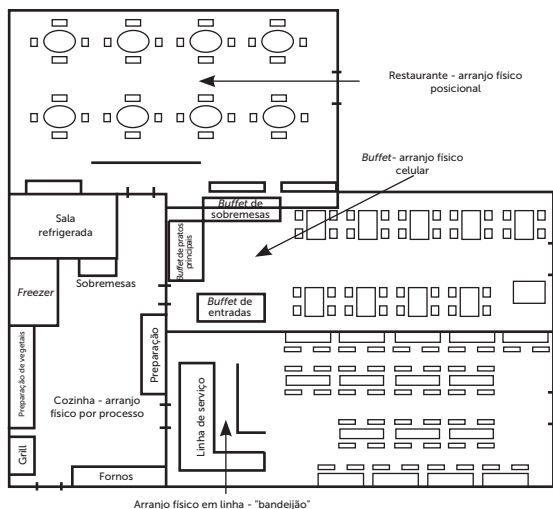 Restaurante - arranjo físico
posicional
Buffet- arranjo físico
celular
Buffet de
sobremesas
Sala
refrigerada
Buffet de pratos
principais
Sobremesas
Freezer
Buffet de
entradas
Preparação
Preparação de vegetais
Cozinha - arranjo
físico por processo
Linha de serviço
Grill
Fornos
Arranjo físico em linha - "bandeijão"